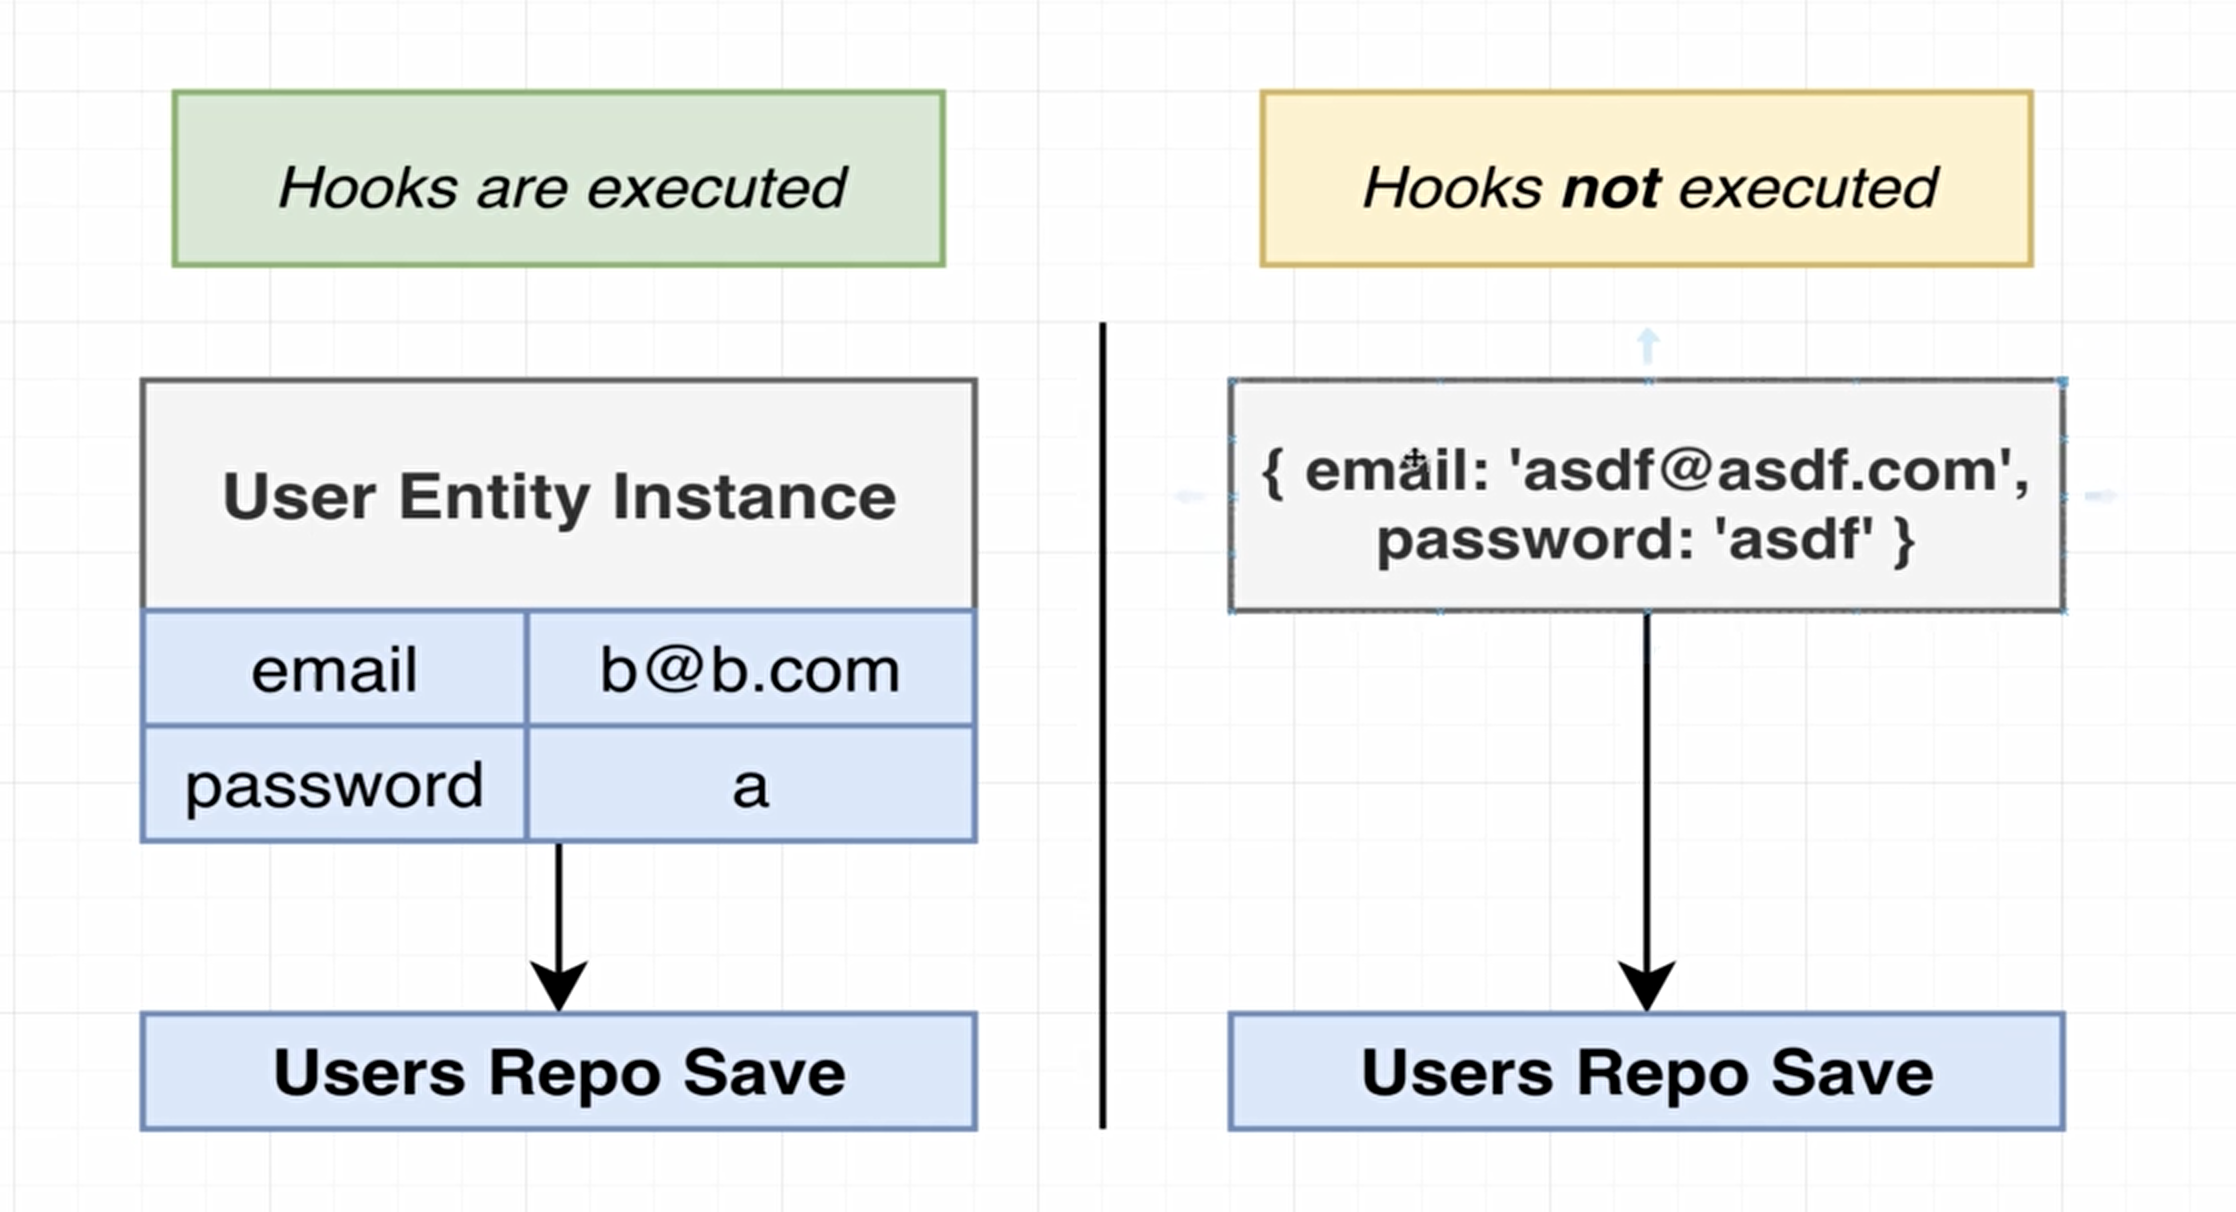 Hooks are executed
Hooks not executed
User Entity Instance
email
b@b.com
password
a
Users Repo Save
{ email: 'asdf@asdf.com',
password: 'asdf' }
Users Repo Save